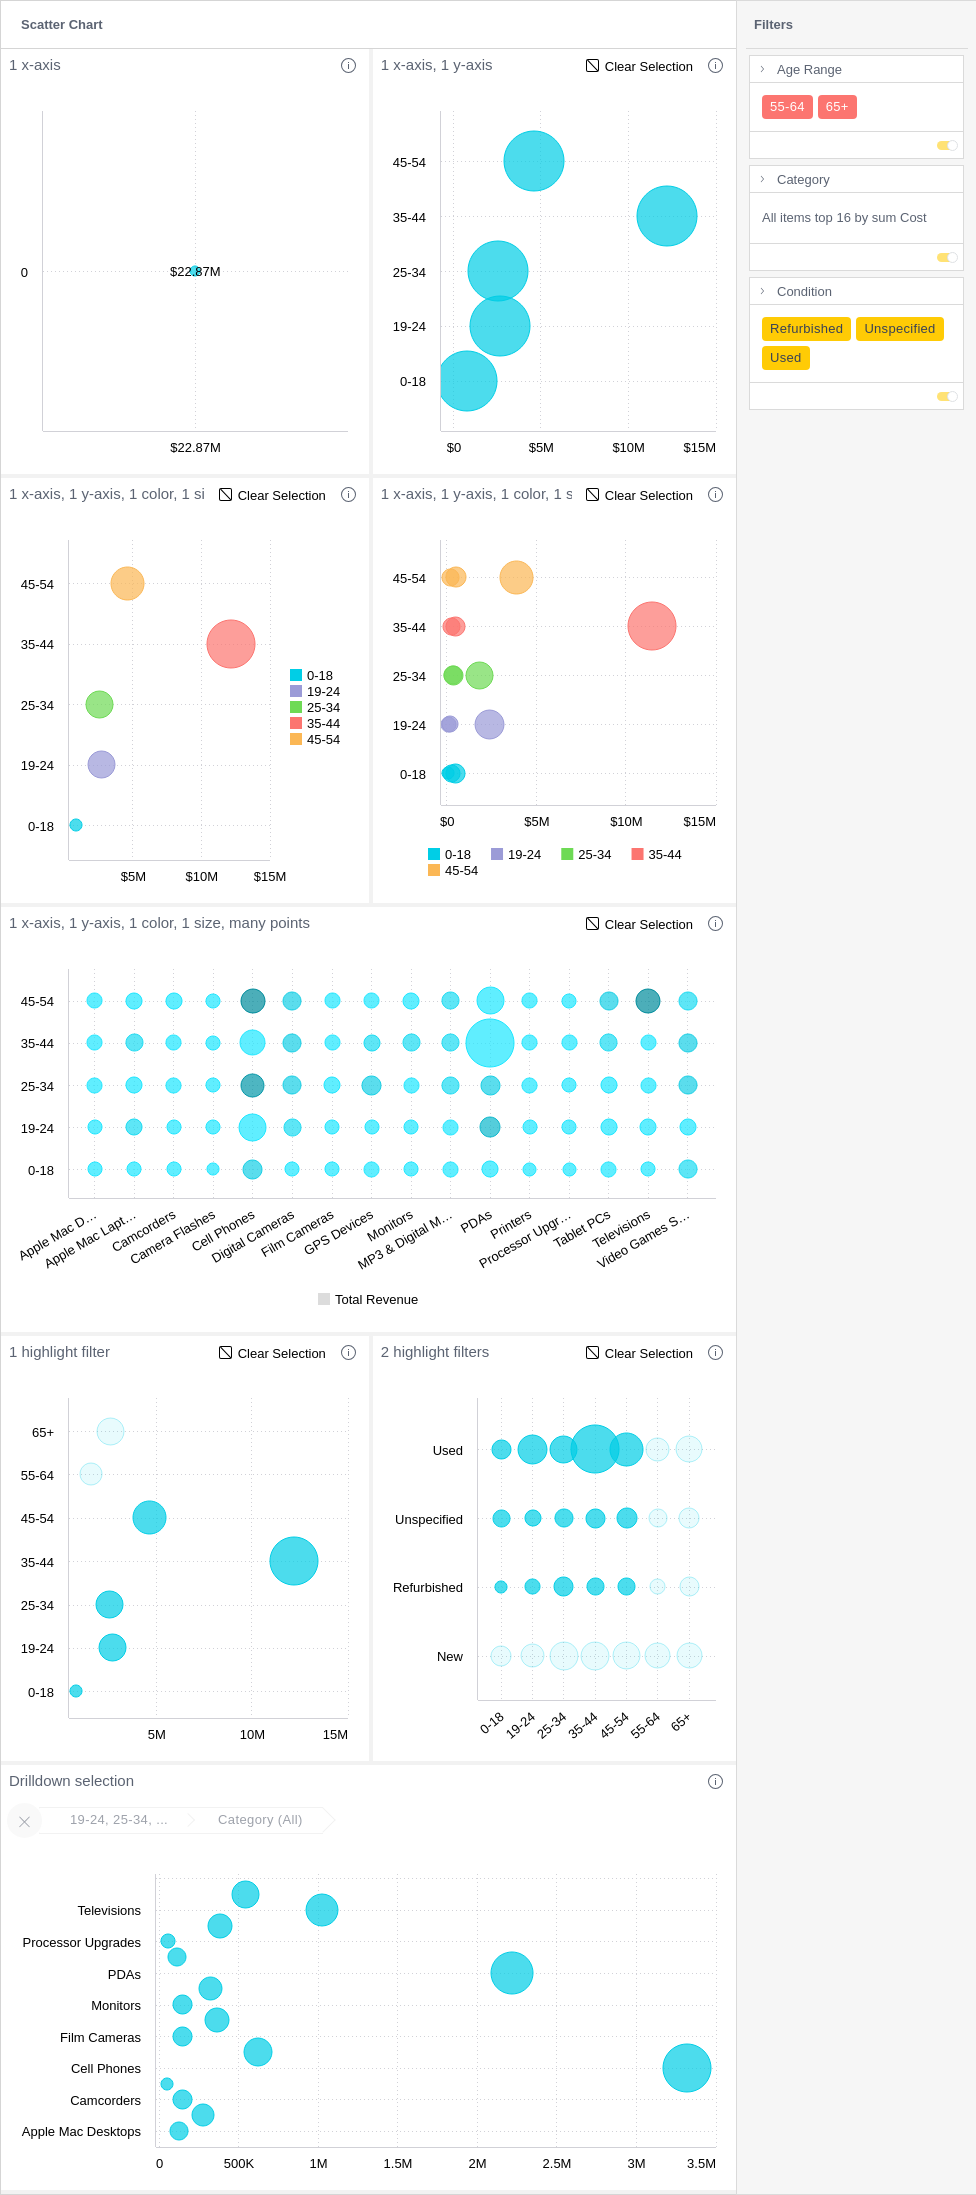 Scatter Chart
Filters
1 x-axis
0
$22.87M
$22.87M
1 x-axis, 1 y-axis
Clear Selection
45-54
35-44
25-34
19-24
0-18
$0 $5M $10M $15M
Age Range
55-64 65+
Category
All items top 16 by sum Cost
Condition
Refurbished Unspecified
Used
1 x-axis, 1 y-axis, 1 color, 1 si
Clear Selection
45-54
35-44
25-34
19-24
0-18
$5M $10M $15M
0-18
19-24
25-34
35-44
45-54
1 x-axis, 1 y-axis, 1 color, 1 s
Clear Selection
45-54
35-44
25-34
19-24
0-18
$0 $5M $10M $15M
0-18 19-24 25-34 35-44
45-54
1 x-axis, 1 y-axis, 1 color, 1 size, many points
Clear Selection
45-54
35-44
25-34
19-24
0-18
Apple Mac D...
Apple Mac Lapt...
Camcorders
Camera Flashes
Cell Phones
Digital Cameras
Film Cameras
GPS Devices
Monitors
MP3 & Digital M...
PDAs
Printers
Processor Upgr...
Tablet PCs
Televisions
Video Games S...
Total Revenue
1 highlight filter
Clear Selection
65+
55-64
45-54
35-44
25-34
19-24
0-18
5M 10M 15M
2 highlight filters
Clear Selection
Used
Unspecified
Refurbished
New
0-18
19-24
25-34
35-44
45-54
55-64
65+
Drilldown selection
19-24, 25-34, ... Category (All)
Televisions
Processor Upgrades
PDAs
Monitors
Film Cameras
Cell Phones
Camcorders
Apple Mac Desktops
0 500K 1M 1.5M 2M 2.5M 3M 3.5M